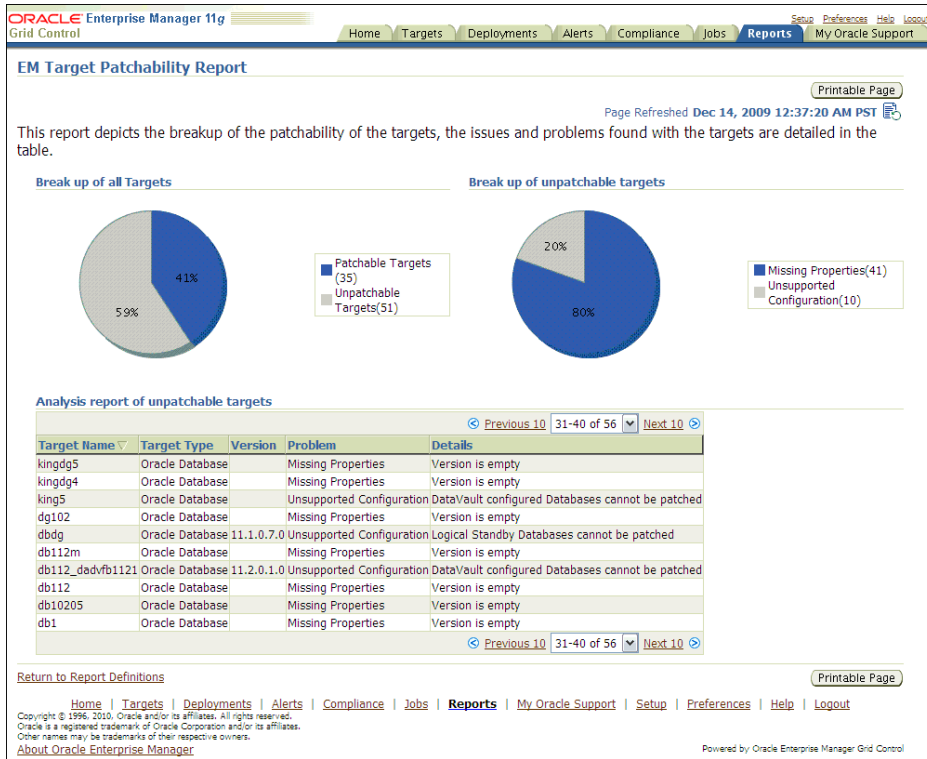 ORACLE Enterprise Manager 11g
Grid Control
Setup Preferences Help Logout
Home Targets Deployments Alerts Compliance Jobs Reports My Oracle Support
EM Target Patchability Report
Printable Page
Page Refreshed Dec 14, 2009 12:37:20 AM PST
This report depicts the breakup of the patchability of the targets, the issues and problems found with the targets are detailed in the
table.
Break up of all Targets
41%
59%
Patchable Targets
(35)
Unpatchable
Targets(51)
Break up of unpatchable targets
20%
80%
Missing Properties(41)
Unsupported
Configuration(10)
Analysis report of unpatchable targets
Previous 10 31-40 of 56 Next 10
Target Name Target Type Version Problem Details
kingdg5 Oracle Database Missing Properties Version is empty
kingdg4 Oracle Database Missing Properties Version is empty
king5 Oracle Database Unsupported Configuration DataVault configured Databases cannot be patched
dg102 Oracle Database Missing Properties Version is empty
dbdg Oracle Database 11.1.0.7.0 Unsupported Configuration Logical Standby Databases cannot be patched
db112m Oracle Database Missing Properties Version is empty
db112_dadvfb1121 Oracle Database 11.2.0.1.0 Unsupported Configuration DataVault configured Databases cannot be patched
db112 Oracle Database Missing Properties Version is empty
db10205 Oracle Database Missing Properties Version is empty
db1 Oracle Database Missing Properties Version is empty
Previous 10 31-40 of 56 Next 10
Return to Report Definitions
Printable Page
Home | Targets | Deployments | Alerts | Compliance | Jobs | Reports | My Oracle Support | Setup | Preferences | Help | Logout
Copyright © 1996, 2010, Oracle and/or its affiliates. All rights reserved.
Oracle is a registered trademark of Oracle Corporation and/or its affiliates.
Other names may be trademarks of their respective owners.
About Oracle Enterprise Manager
Powered by Oracle Enterprise Manager Grid Control